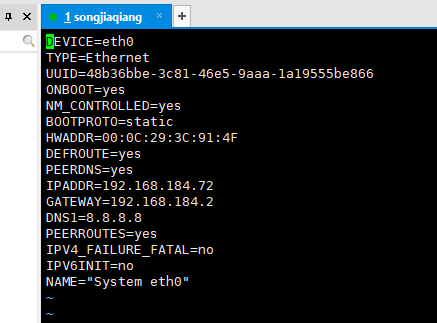 1 songjiaqiang
DEVICE=eth0
TYPE=Ethernet
UUID=48b36bbe-3c81-46e5-9aaa-1a19555be866
ONBOOT=yes
NM_CONTROLLED=yes
BOOTPROTO=static
HWADDR=00:0C:29:3C:91:4F
DEFROUTE=yes
PEERDNS=yes
IPADDR=192.168.184.72
GATEWAY=192.168.184.2
DNS1=8.8.8.8
PEERROUTES=yes
IPV4_FAILURE_FATAL=no
IPV6INIT=no
NAME="System eth0"
~
~